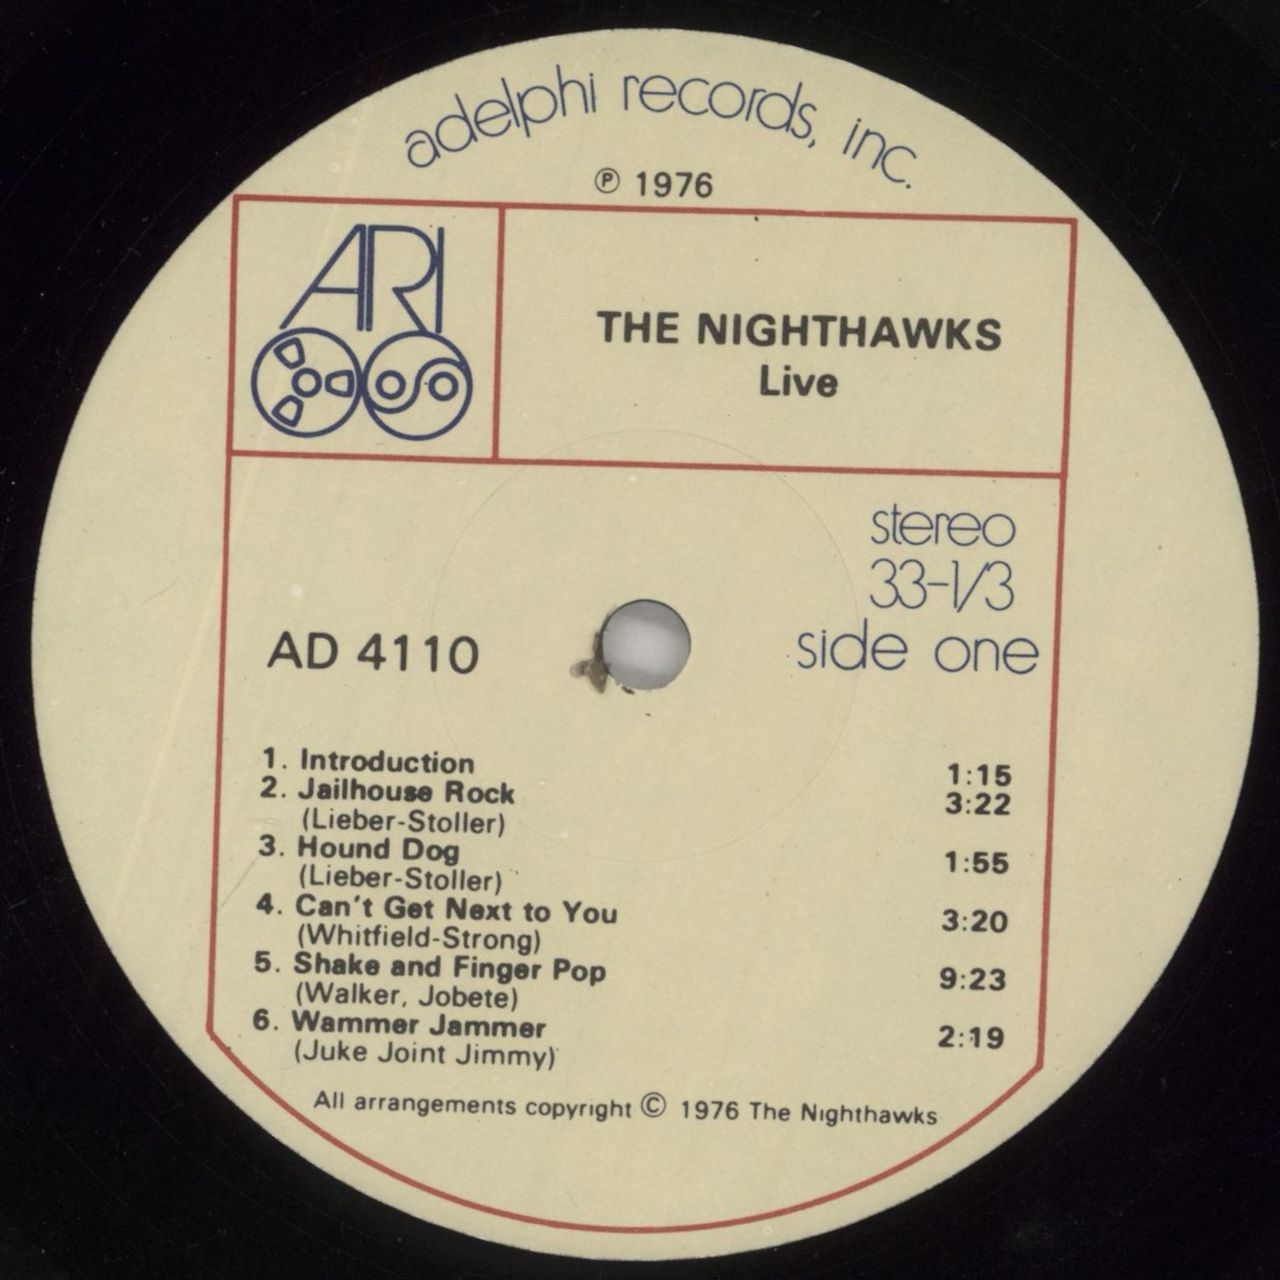 adelphi records, inc.
℗ 1976
ARI
THE NIGHTHAWKS
Live
stereo
33-1/3
side one
AD 4110
1. Introduction 1:15
2. Jailhouse Rock 3:22
(Lieber-Stoller)
3. Hound Dog 1:55
(Lieber-Stoller)
4. Can't Get Next to You 3:20
(Whitfield-Strong)
5. Shake and Finger Pop 9:23
(Walker, Jobete)
6. Wammer Jammer 2:19
(Juke Joint Jimmy)
All arrangements copyright © 1976 The Nighthawks